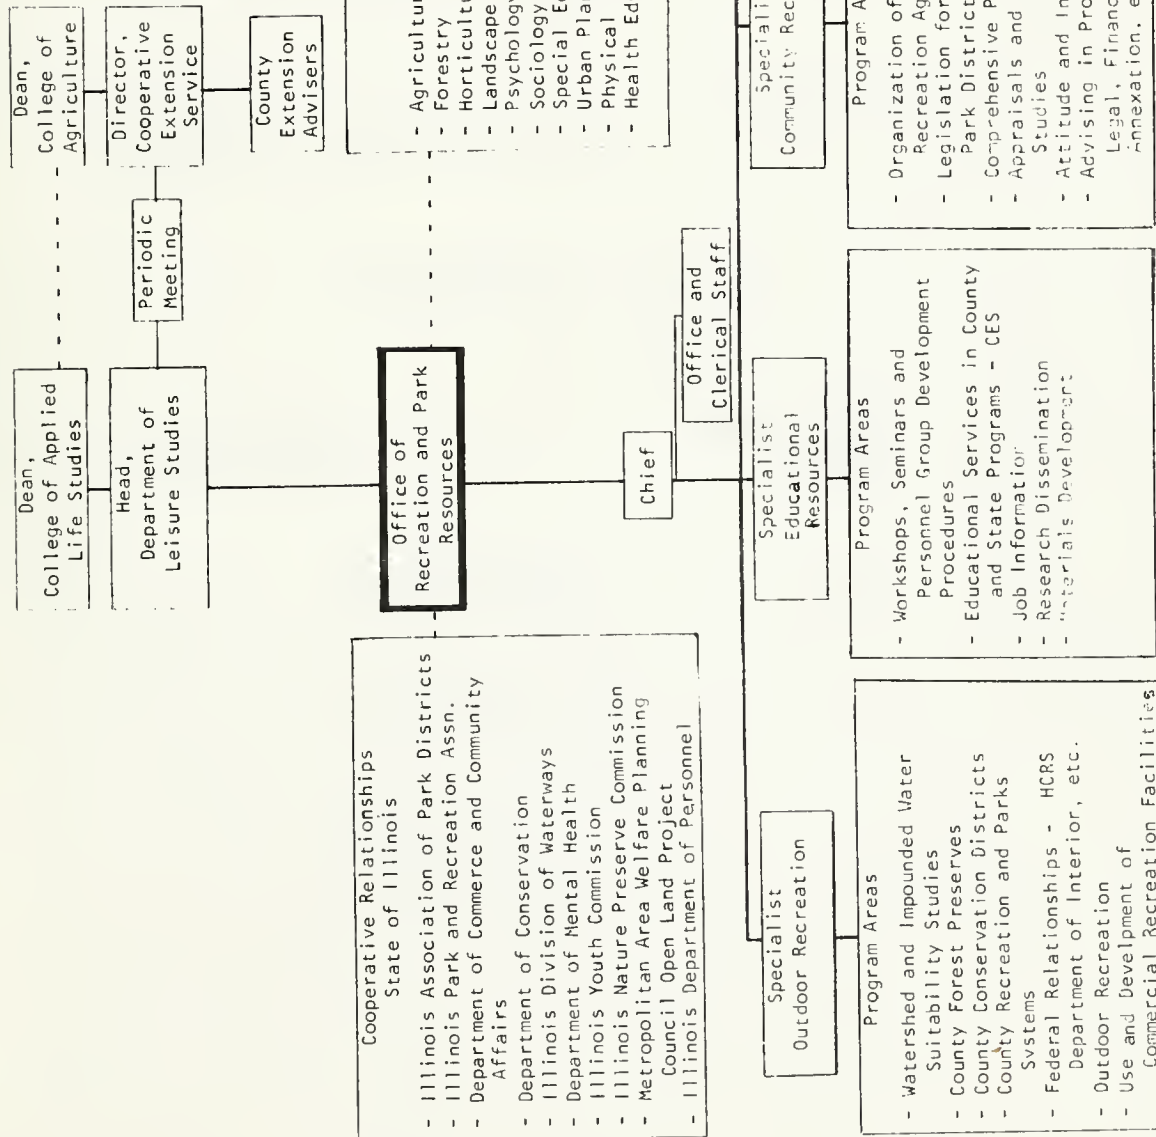 Dean,
College of Applied
Life Studies
Dean,
College of
Agriculture
Head,
Department of
Leisure Studies
Periodic
Meeting
Director,
Cooperative
Extension
Service
County
Extension
Advisers
Cooperative Relationships
State of Illinois
- Illinois Association of Park Districts
- Illinois Park and Recreation Assn.
- Department of Commerce and Community
Affairs
- Department of Conservation
- Illinois Division of Waterways
- Department of Mental Health
- Illinois Youth Commission
- Illinois Nature Preserve Commission
- Metropolitan Area Welfare Planning
Council Open Land Project
- Illinois Department of Personnel
Office of
Recreation and Park
Resources
- Agricultu
- Forestry
- Horticultu
- Landscape
- Psychology
- Sociology
- Special Ed
- Urban Plan
- Physical
- Health Ed
Chief
Office and
Clerical Staff
Specialist
Outdoor Recreation
Specialist
Educational
Resources
Speciali
Community Rec
Program Areas
- Watershed and Impounded Water
Suitability Studies
- County Forest Preserves
- County Conservation Districts
- County Recreation and Parks
Systems
- Federal Relationships - HCRS
Department of Interior, etc.
- Outdoor Recreation
- Use and Develpment of
Commercial Recreation Facilities
Program Areas
- Workshops, Seminars and
Personnel Group Development
Procedures
- Educational Services in County
and State Programs - CES
- Job Information
- Research Dissemination
- Materials Development
Program A
- Organization of
Recreation Ag
- Legislation for
Park District
- Comprehensive P
- Appraisals and
Studies
- Attitude and In
- Advising in Pro
Legal, Financ
Annexation, e